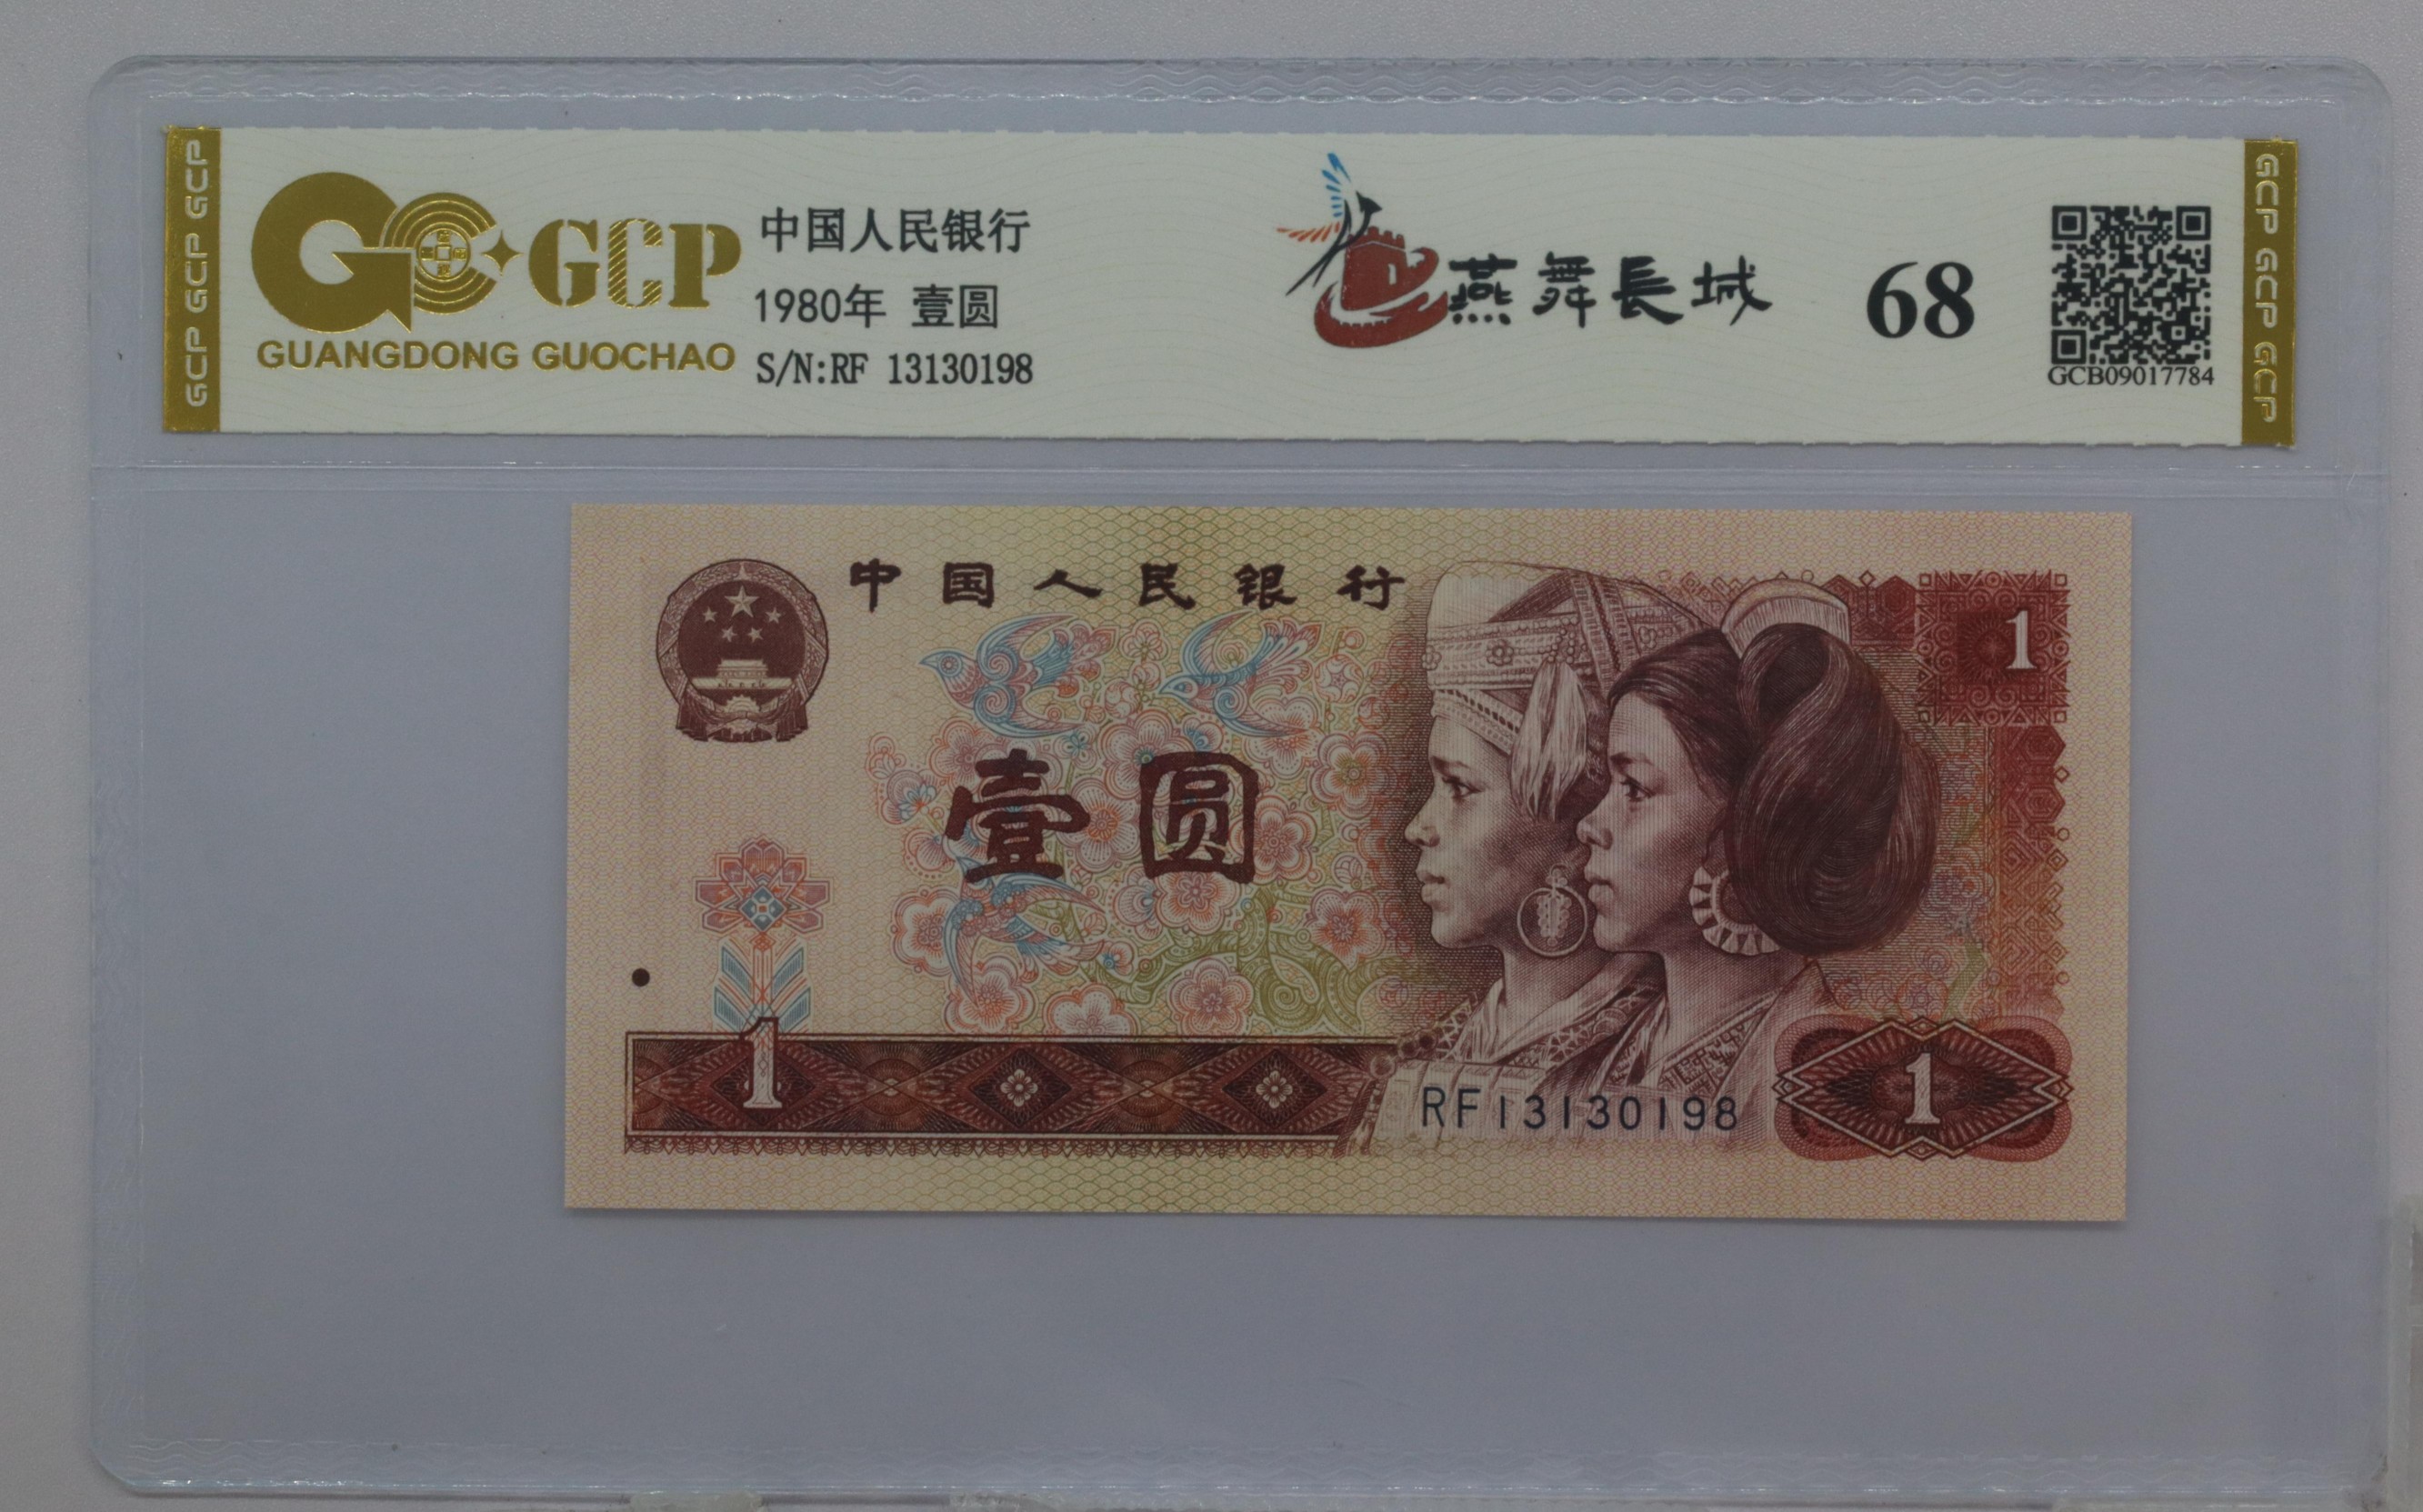 GCP GCP GCP
GCP
GUANGDONG GUOCHAO
中国人民银行
1980年 壹圆
S/N:RF 13130198
燕舞長城
68
GCB09017784
GCP GCP GCP
中国人民银行
1
壹圆
1
RF13130198
1